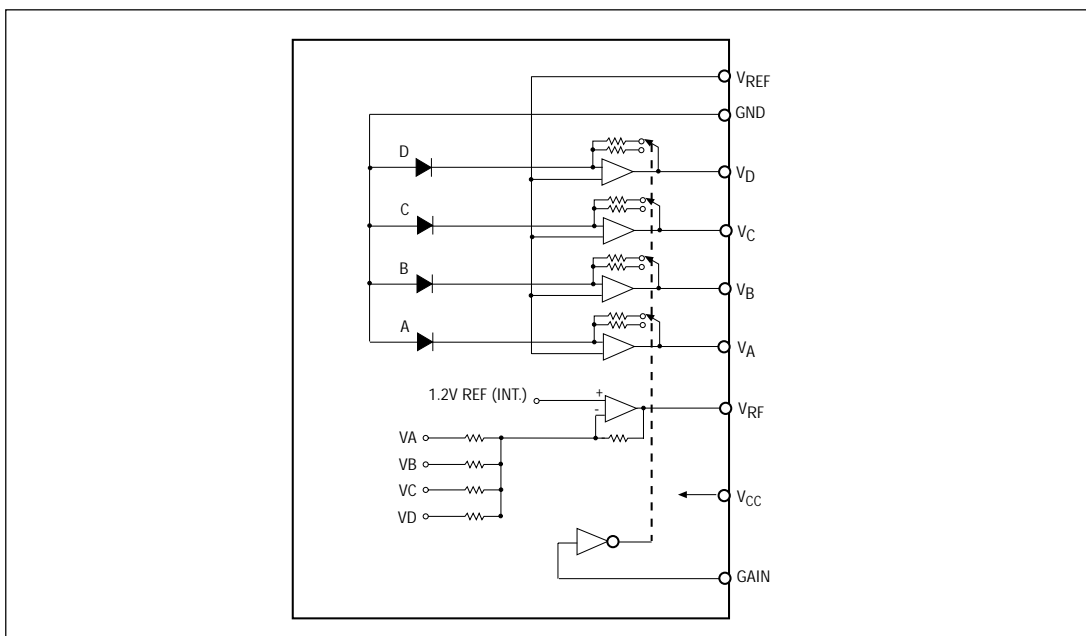 VREF
GND
D
VD
C
VC
B
VB
A
VA
1.2V REF (INT.)
+
-
VRF
VA
VB
VC
VD
VCC
GAIN